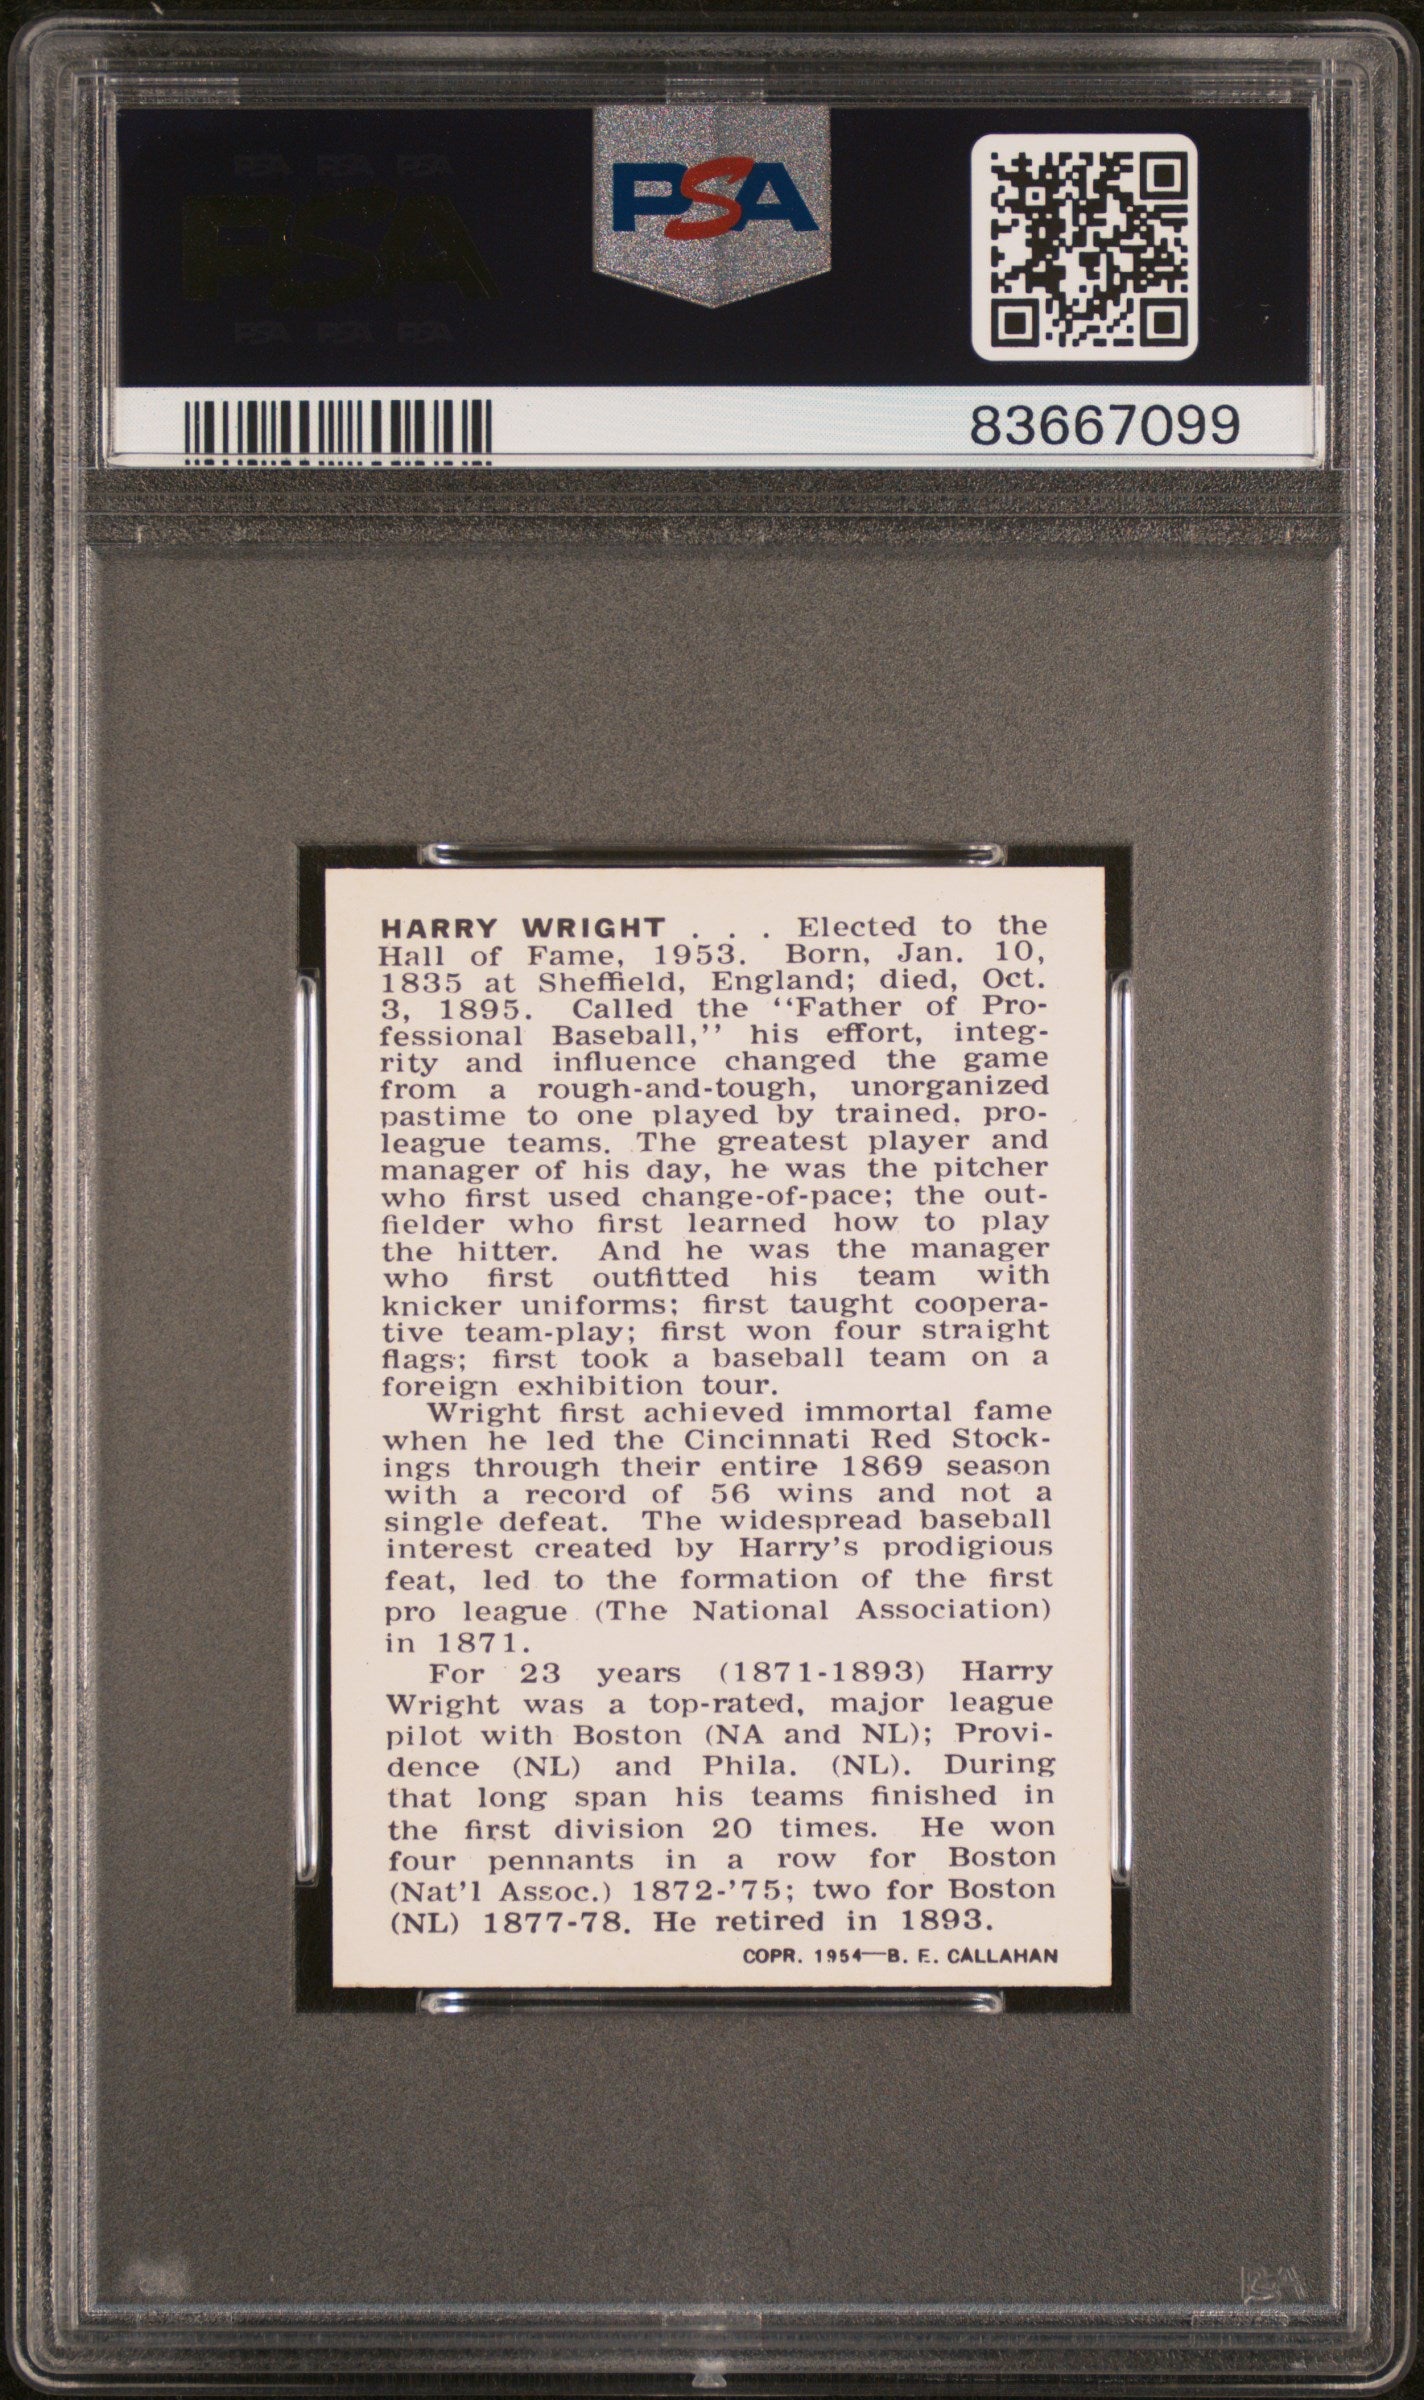 PSA PSA PSA
PSA
PSA PSA PSA
PSA
83667099
HARRY WRIGHT . . . Elected to the
Hall of Fame, 1953. Born, Jan. 10,
1835 at Sheffield, England; died, Oct.
3, 1895. Called the "Father of Pro-
fessional Baseball," his effort, integ-
rity and influence changed the game
from a rough-and-tough, unorganized
pastime to one played by trained, pro-
league teams. The greatest player and
manager of his day, he was the pitcher
who first used change-of-pace; the out-
fielder who first learned how to play
the hitter. And he was the manager
who first outfitted his team with
knicker uniforms; first taught coopera-
tive team-play; first won four straight
flags; first took a baseball team on a
foreign exhibition tour.
Wright first achieved immortal fame
when he led the Cincinnati Red Stock-
ings through their entire 1869 season
with a record of 56 wins and not a
single defeat. The widespread baseball
interest created by Harry's prodigious
feat, led to the formation of the first
pro league (The National Association)
in 1871.
For 23 years (1871-1893) Harry
Wright was a top-rated, major league
pilot with Boston (NA and NL); Provi-
dence (NL) and Phila. (NL). During
that long span his teams finished in
the first division 20 times. He won
four pennants in a row for Boston
(Nat'l Assoc.) 1872-'75; two for Boston
(NL) 1877-78. He retired in 1893.
COPR. 1954—B. E. CALLAHAN
PSA